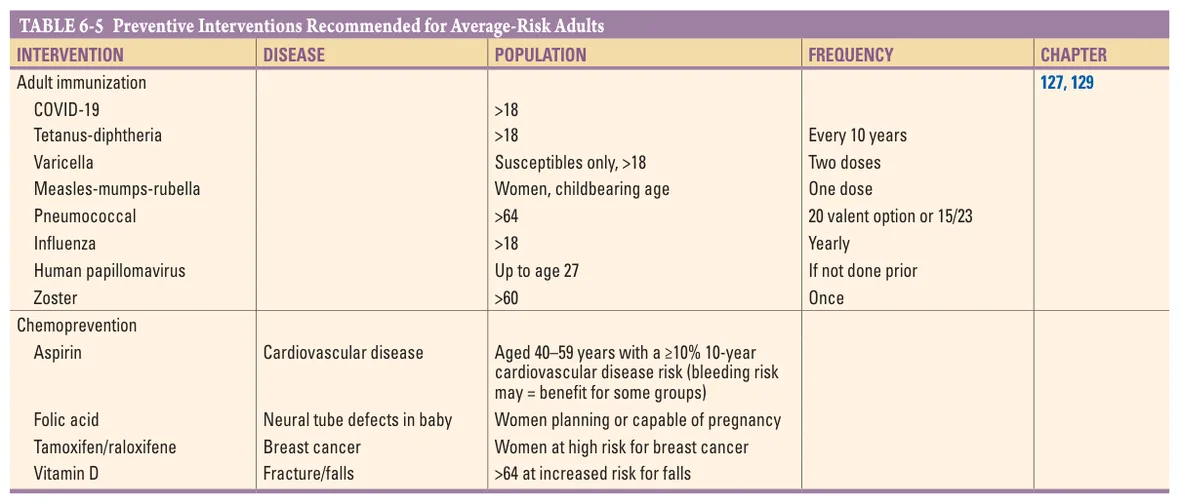 TABLE 6-5 Preventive Interventions Recommended for Average-Risk Adults
INTERVENTION DISEASE POPULATION FREQUENCY CHAPTER
Adult immunization 127, 129
COVID-19 >18
Tetanus-diphtheria >18 Every 10 years
Varicella Susceptibles only, >18 Two doses
Measles-mumps-rubella Women, childbearing age One dose
Pneumococcal >64 20 valent option or 15/23
Influenza >18 Yearly
Human papillomavirus Up to age 27 If not done prior
Zoster >60 Once
Chemoprevention
Aspirin Cardiovascular disease Aged 40–59 years with a ≥10% 10-year
cardiovascular disease risk (bleeding risk
may = benefit for some groups)
Folic acid Neural tube defects in baby Women planning or capable of pregnancy
Tamoxifen/raloxifene Breast cancer Women at high risk for breast cancer
Vitamin D Fracture/falls >64 at increased risk for falls